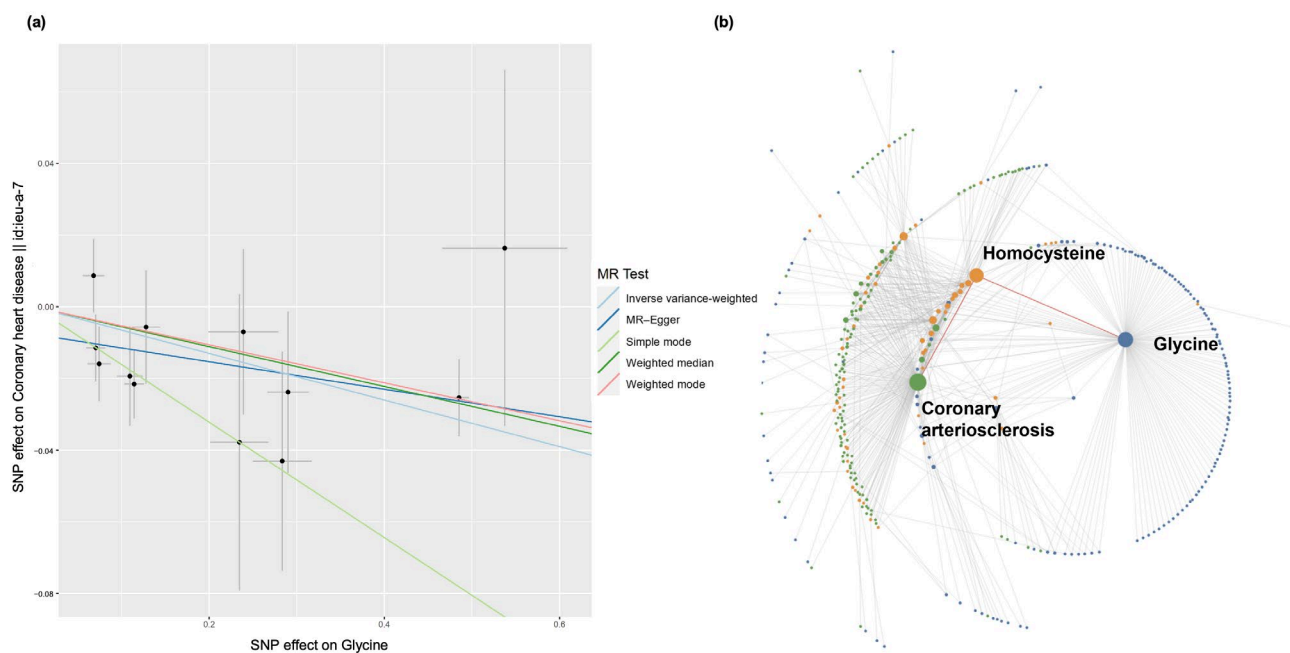 (a)
SNP effect on Coronary heart disease || id:ieu-a-7
0.04
0.00
−0.04
−0.08
0.2
0.4
0.6
SNP effect on Glycine
MR Test
Inverse variance-weighted
MR–Egger
Simple mode
Weighted median
Weighted mode
(b)
Homocysteine
Glycine
Coronary
arteriosclerosis